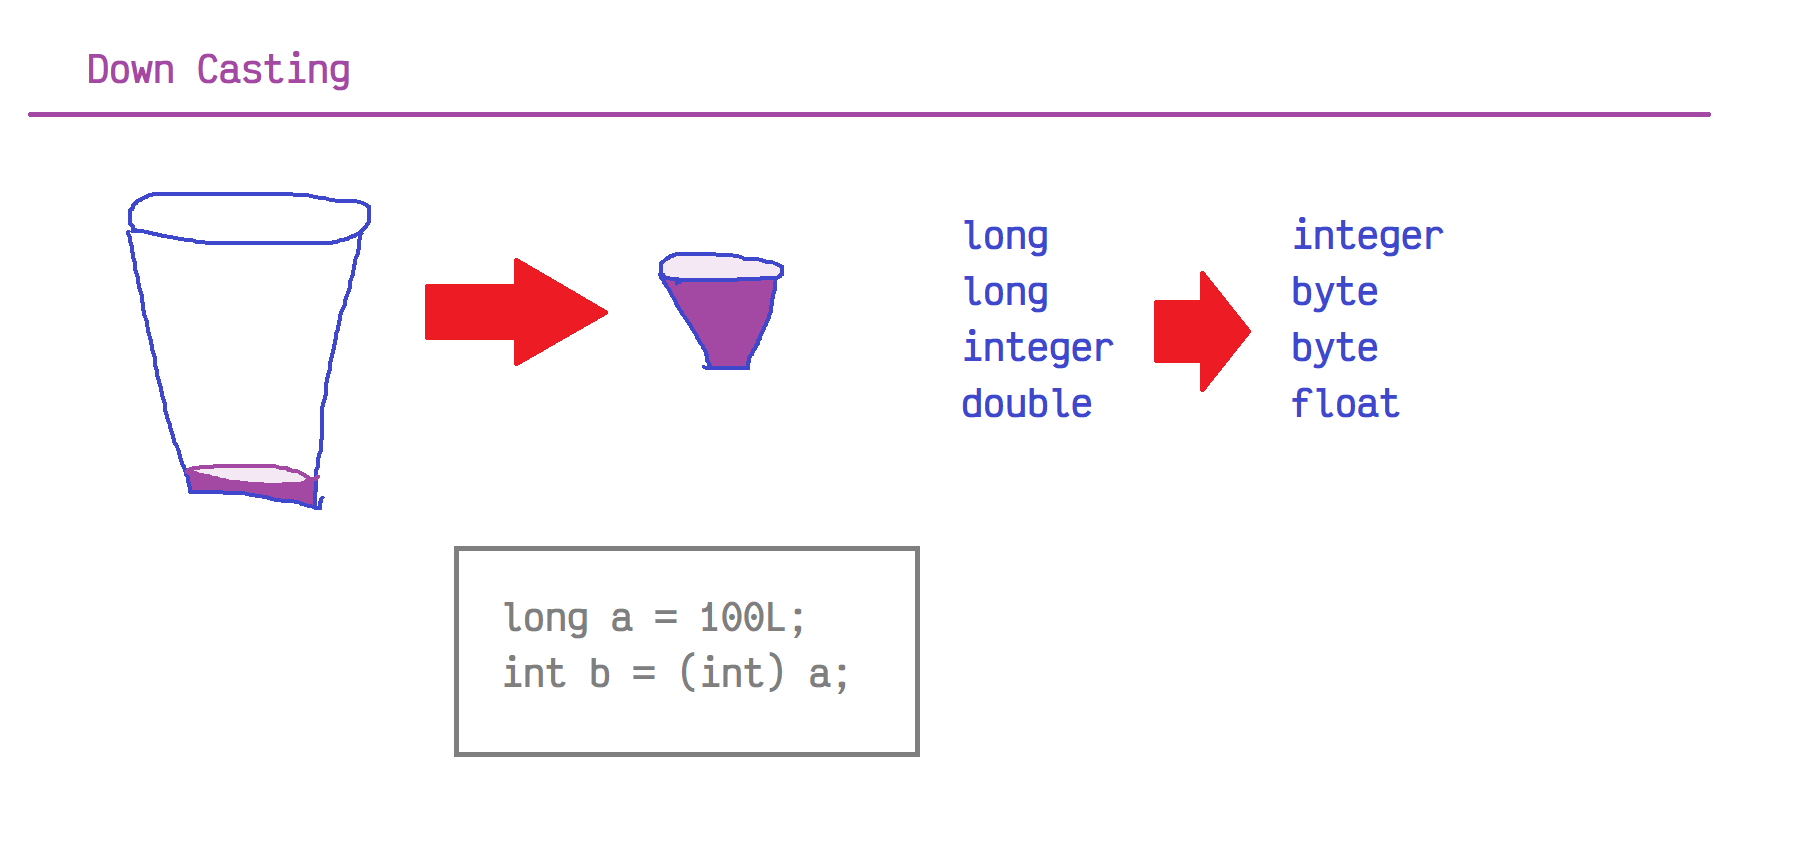 Down Casting
long integer
long byte
integer byte
double float
long a = 100L;
int b = (int) a;